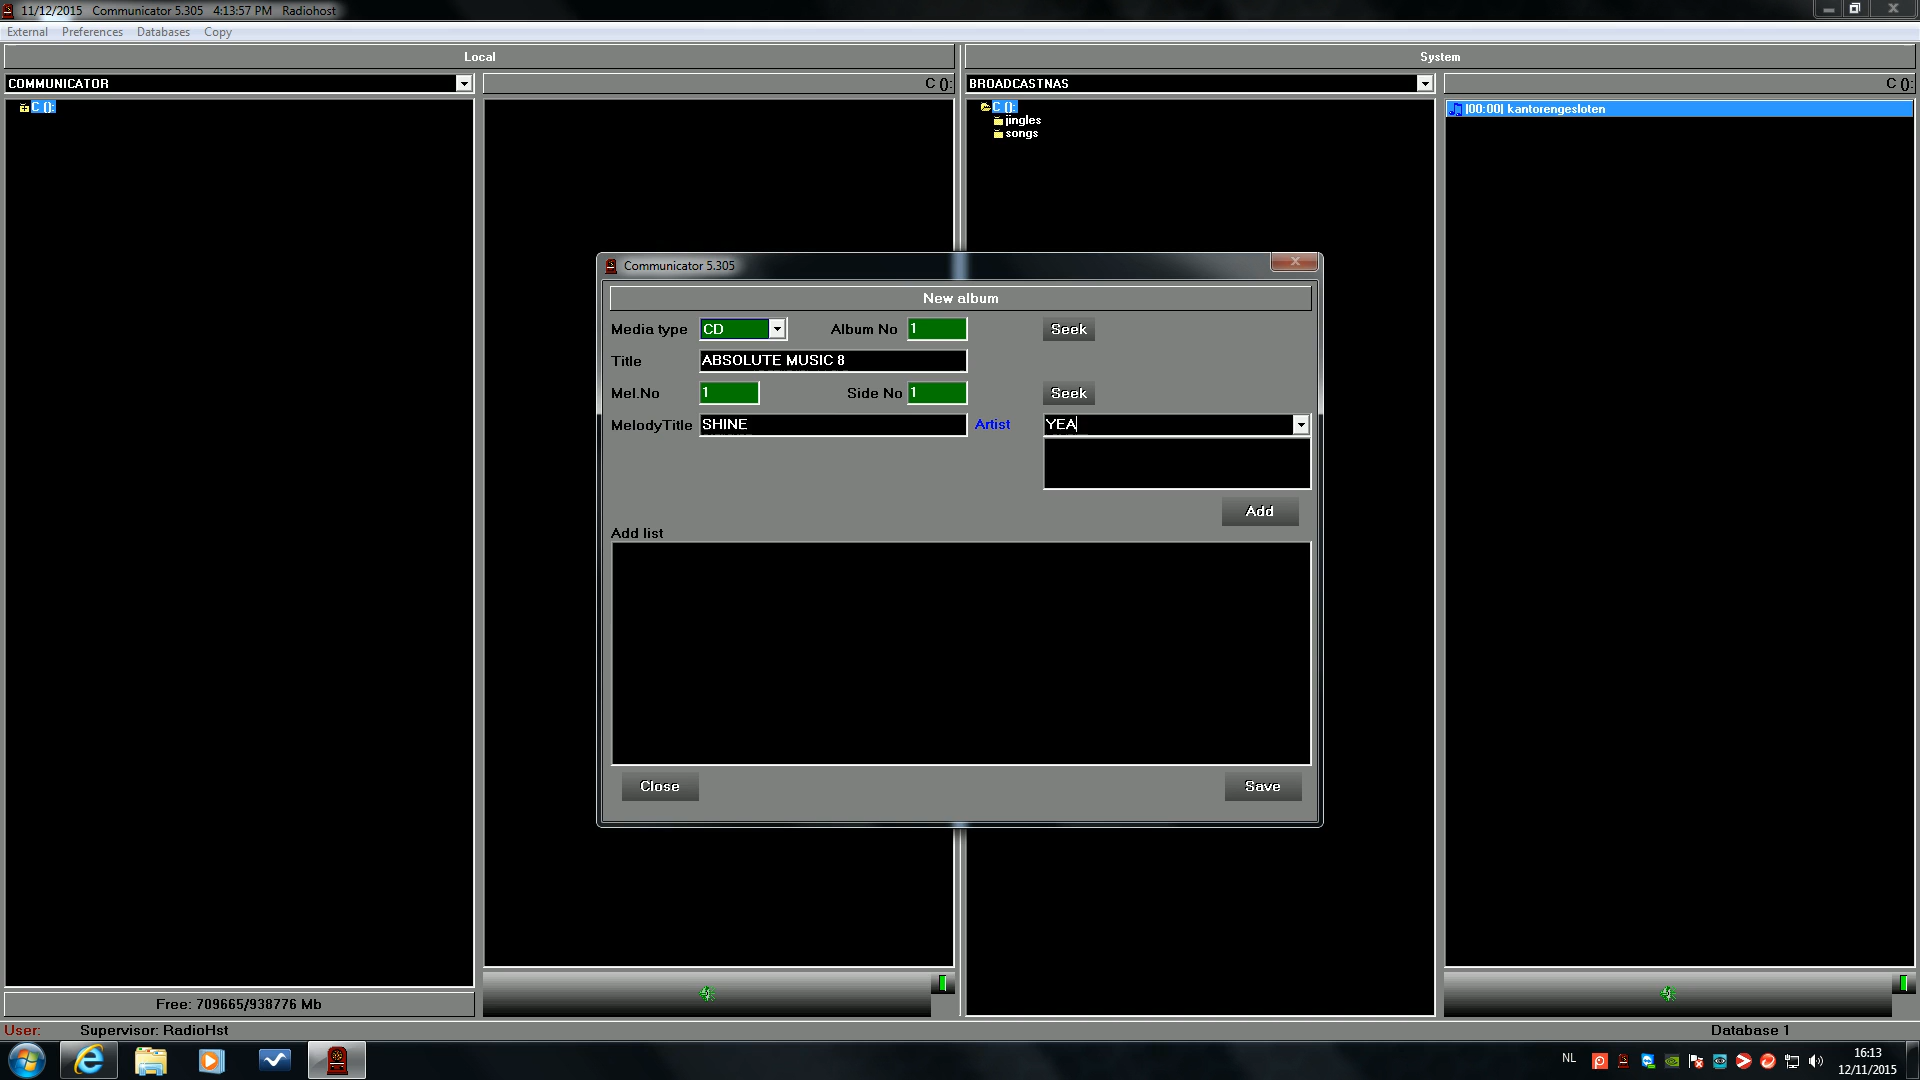 11/12/2015 Communicator 5.305 4:13:57 PM Radiohost
External Preferences Databases Copy
Local
System
COMMUNICATOR
C ():
BROADCASTNAS
C ():
C ():
C ():
jingles
songs
[00:00] kantorengesloten
Communicator 5.305
New album
Media type CD Album No 1 Seek
Title ABSOLUTE MUSIC 8
Mel.No 1 Side No 1 Seek
MelodyTitle SHINE Artist YEA
Add
Add list
Close Save
Free: 709665/938776 Mb
User: Supervisor: RadioHst
Database 1
NL
16:13
12/11/2015